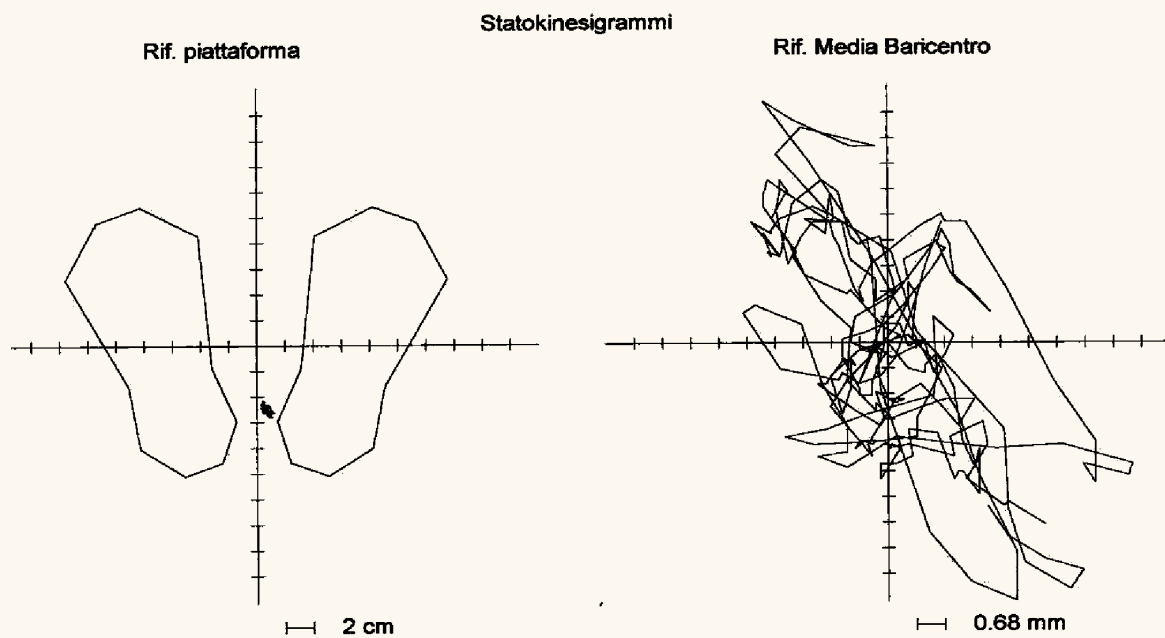 Statokinesigrammi
Rif. piattaforma
Rif. Media Baricentro
2 cm
0.68 mm